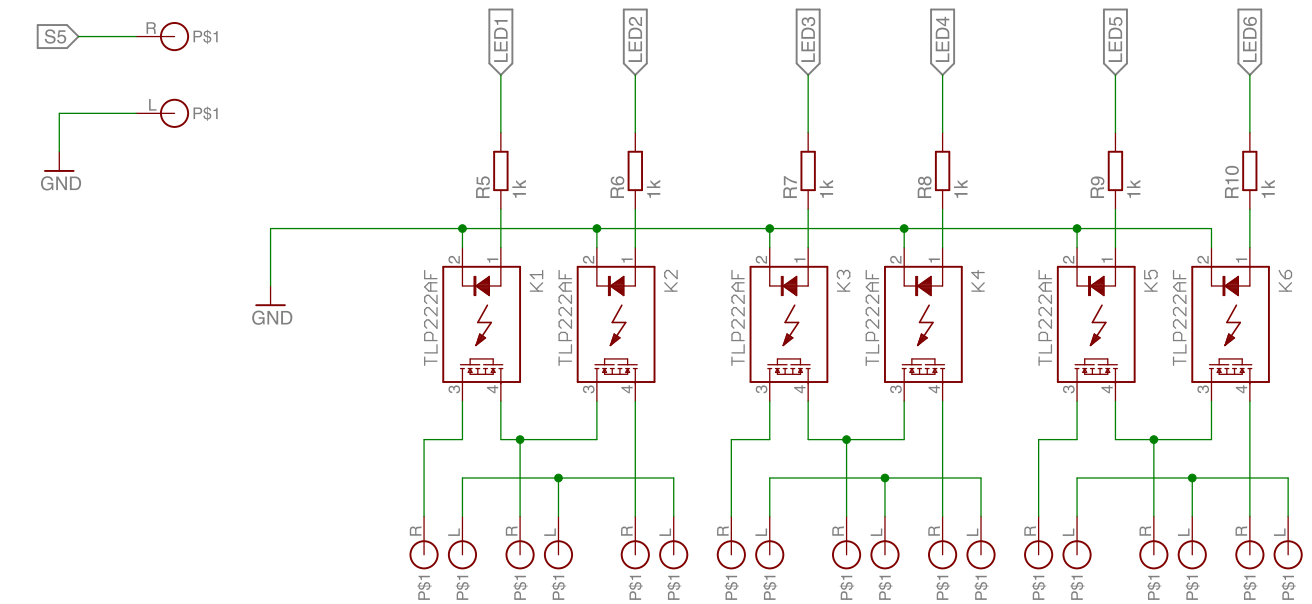 S5 R P$1
L P$1
GND
LED1 LED2 LED3 LED4 LED5 LED6
R5 1k R6 1k R7 1k R8 1k R9 1k R10 1k
2 1 2 1 2 1 2 1 2 1 2 1
TLP222AF K1 TLP222AF K2 TLP222AF K3 TLP222AF K4 TLP222AF K5 TLP222AF K6
GND
3 4 3 4 3 4 3 4 3 4 3 4
R L R L R L R L R L R L R L R L R L
P$1 P$1 P$1 P$1 P$1 P$1 P$1 P$1 P$1 P$1 P$1 P$1 P$1 P$1 P$1 P$1 P$1 P$1